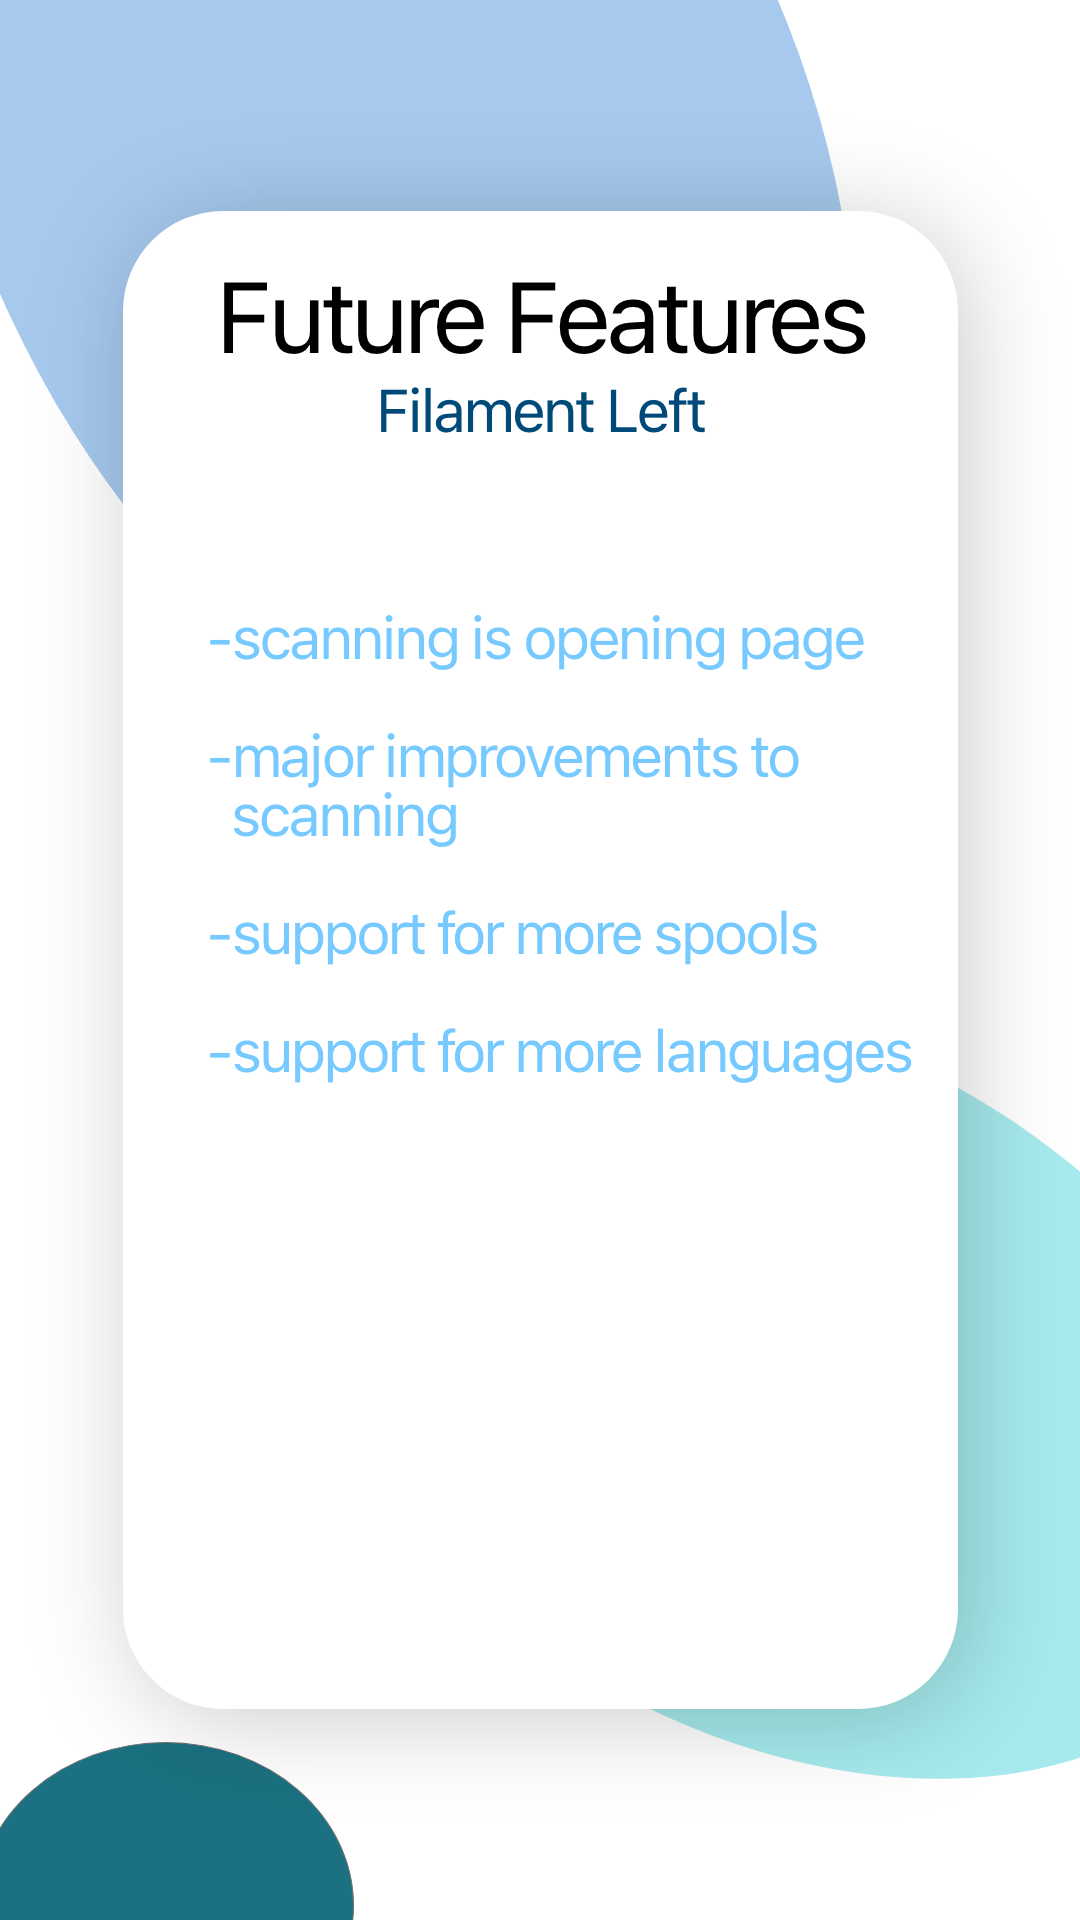 Future Features
Filament Left
-scanning is opening page
-major improvements to
scanning
-support for more spools
-support for more languages